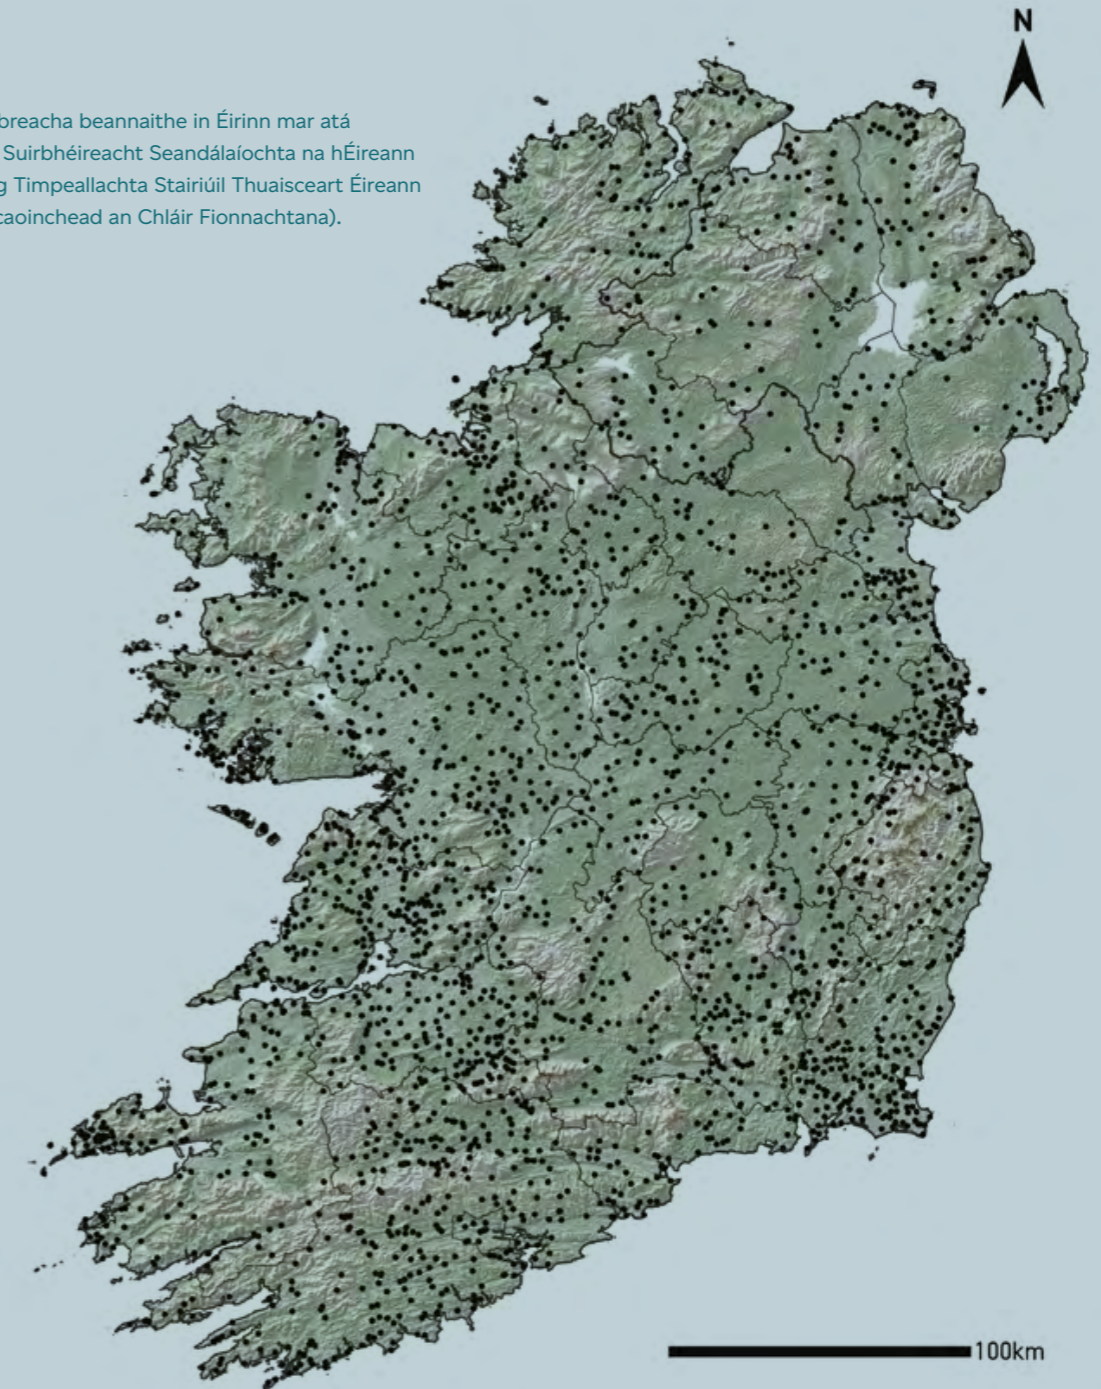 N
breacha beannaithe in Éirinn mar atá
Suirbhéireacht Seandálaíochta na hÉireann
g Timpeallachta Stairiúil Thuaisceart Éireann
caoinchead an Chláir Fionnachtana).
100km